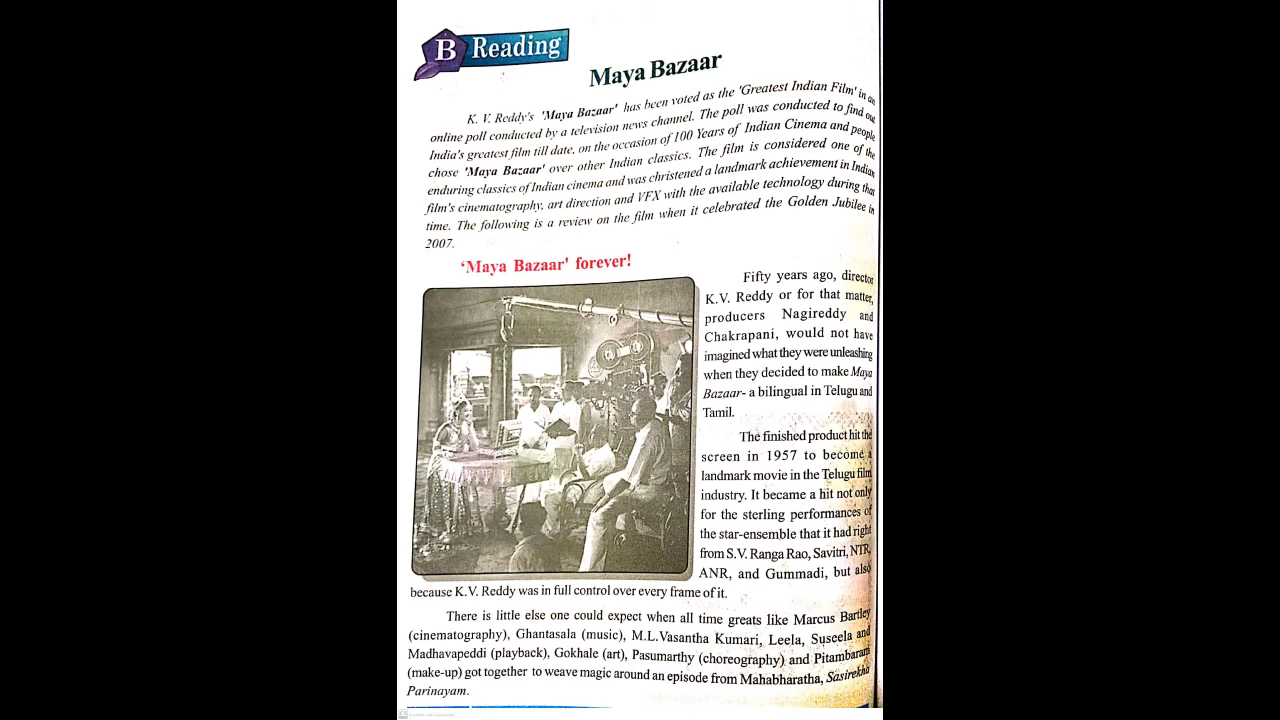 B Reading
Maya Bazaar
K. V. Reddy's 'Maya Bazaar' has been voted as the 'Greatest Indian Film' in an
online poll conducted by a television news channel. The poll was conducted to find out
India's greatest film till date, on the occasion of 100 Years of Indian Cinema and people
chose 'Maya Bazaar' over other Indian classics. The film is considered one of the
enduring classics of Indian cinema and was christened a landmark achievement in Indian
film's cinematography, art direction and VFX with the available technology during that
time. The following is a review on the film when it celebrated the Golden Jubilee in
2007.
'Maya Bazaar' forever!
Fifty years ago, director
K.V. Reddy or for that matter,
producers Nagireddy and
Chakrapani, would not have
imagined what they were unleashing
when they decided to make Maya
Bazaar- a bilingual in Telugu and
Tamil.
The finished product hit the
screen in 1957 to become a
landmark movie in the Telugu film
industry. It became a hit not only
for the sterling performances of
the star-ensemble that it had right
from S.V. Ranga Rao, Savitri, NTR,
ANR, and Gummadi, but also
because K.V. Reddy was in full control over every frame of it.
There is little else one could expect when all time greats like Marcus Bartley
(cinematography), Ghantasala (music), M.L.Vasantha Kumari, Leela, Suseela and
Madhavapeddi (playback), Gokhale (art), Pasumarthy (choreography) and Pitambaram
(make-up) got together to weave magic around an episode from Mahabharatha, Sasirekha
Parinayam.